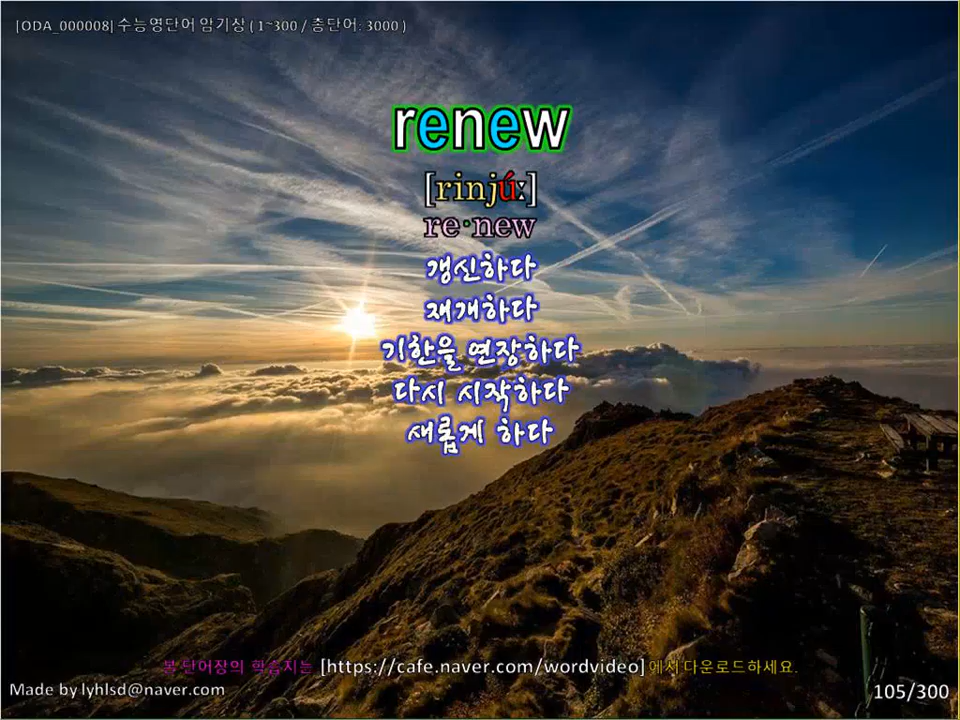 [ODA_000008] 수능영단어 암기상 ( 1~300 / 총단어: 3000 )
renew
[rinjúː]
re·new
갱신하다
재개하다
기한을 연장하다
다시 시작하다
새롭게 하다
본 단어장의 학습지는 [https://cafe.naver.com/wordvideo] 에서 다운로드하세요.
Made by lyhlsd@naver.com
105/300